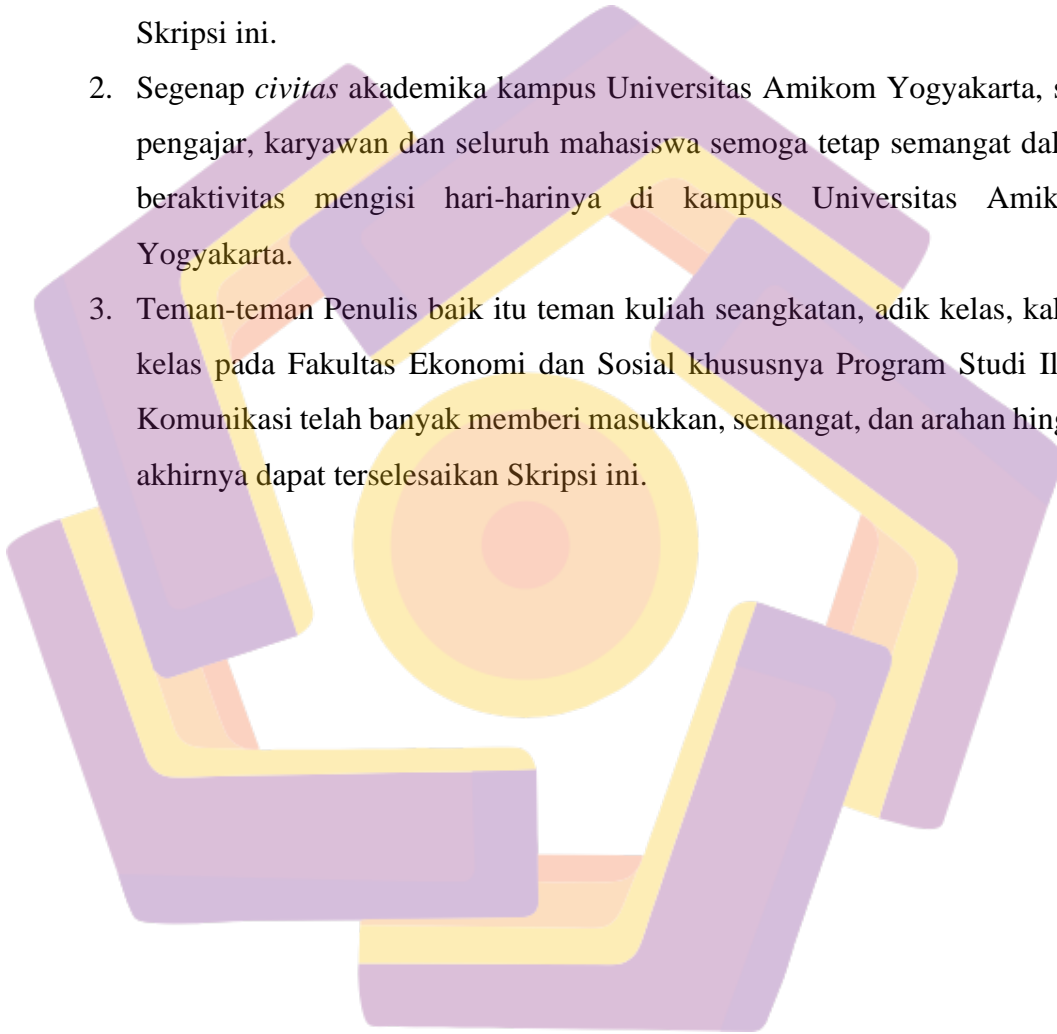 Skripsi ini.
2. Segenap civitas akademika kampus Universitas Amikom Yogyakarta,
pengajar, karyawan dan seluruh mahasiswa semoga tetap semangat
beraktivitas mengisi hari-harinya di kampus Universitas
Yogyakarta.
3. Teman-teman Penulis baik itu teman kuliah seangkatan, adik kelas,
kelas pada Fakultas Ekonomi dan Sosial khususnya Program Studi
Komunikasi telah banyak memberi masukkan, semangat, dan arahan
akhirnya dapat terselesaikan Skripsi ini.